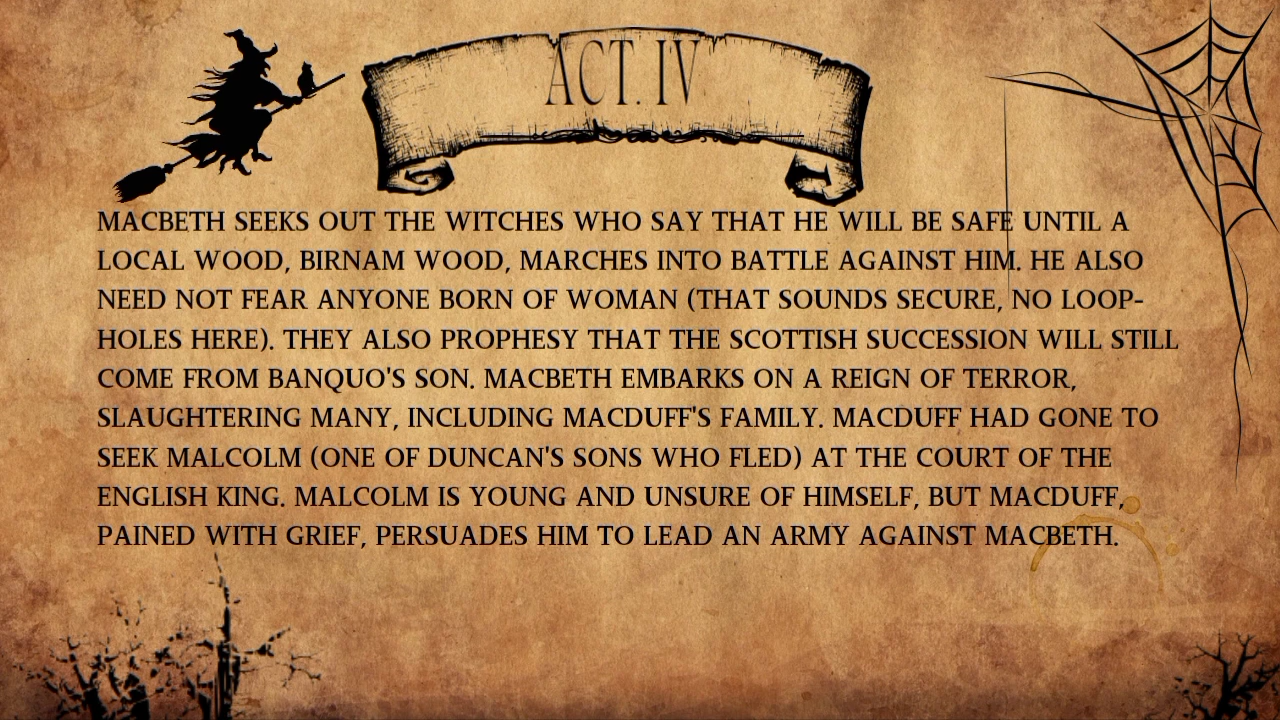 ACT. IV
MACBETH SEEKS OUT THE WITCHES WHO SAY THAT HE WILL BE SAFE UNTIL A
LOCAL WOOD, BIRNAM WOOD, MARCHES INTO BATTLE AGAINST HIM. HE ALSO
NEED NOT FEAR ANYONE BORN OF WOMAN (THAT SOUNDS SECURE, NO LOOP-
HOLES HERE). THEY ALSO PROPHESY THAT THE SCOTTISH SUCCESSION WILL STILL
COME FROM BANQUO'S SON. MACBETH EMBARKS ON A REIGN OF TERROR,
SLAUGHTERING MANY, INCLUDING MACDUFF'S FAMILY. MACDUFF HAD GONE TO
SEEK MALCOLM (ONE OF DUNCAN'S SONS WHO FLED) AT THE COURT OF THE
ENGLISH KING. MALCOLM IS YOUNG AND UNSURE OF HIMSELF, BUT MACDUFF,
PAINED WITH GRIEF, PERSUADES HIM TO LEAD AN ARMY AGAINST MACBETH.